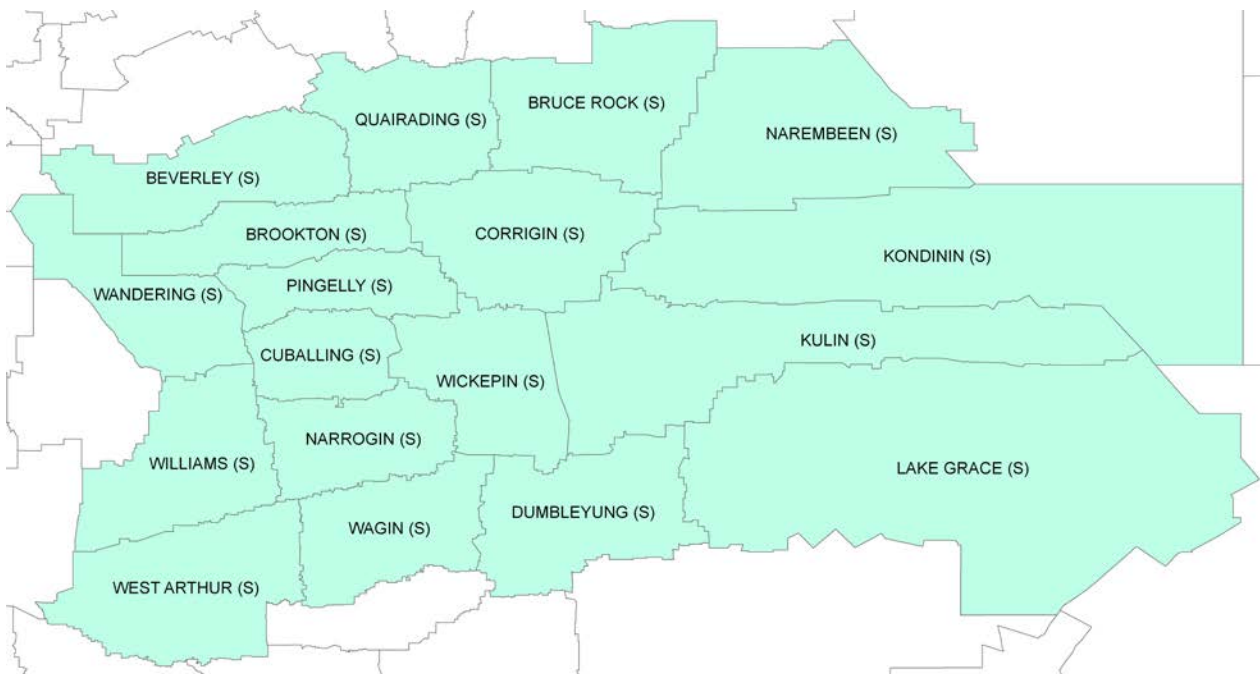 BRUCE ROCK (S)
QUAIRADING (S)
NAREMBEEN (S)
BEVERLEY (S)
BROOKTON (S)
CORRIGIN (S)
KONDININ (S)
PINGELLY (S)
WANDERING (S)
KULIN (S)
CUBALLING (S)
WICKEPIN (S)
NARROGIN (S)
WILLIAMS (S)
LAKE GRACE (S)
DUMBLEYUNG (S)
WAGIN (S)
WEST ARTHUR (S)